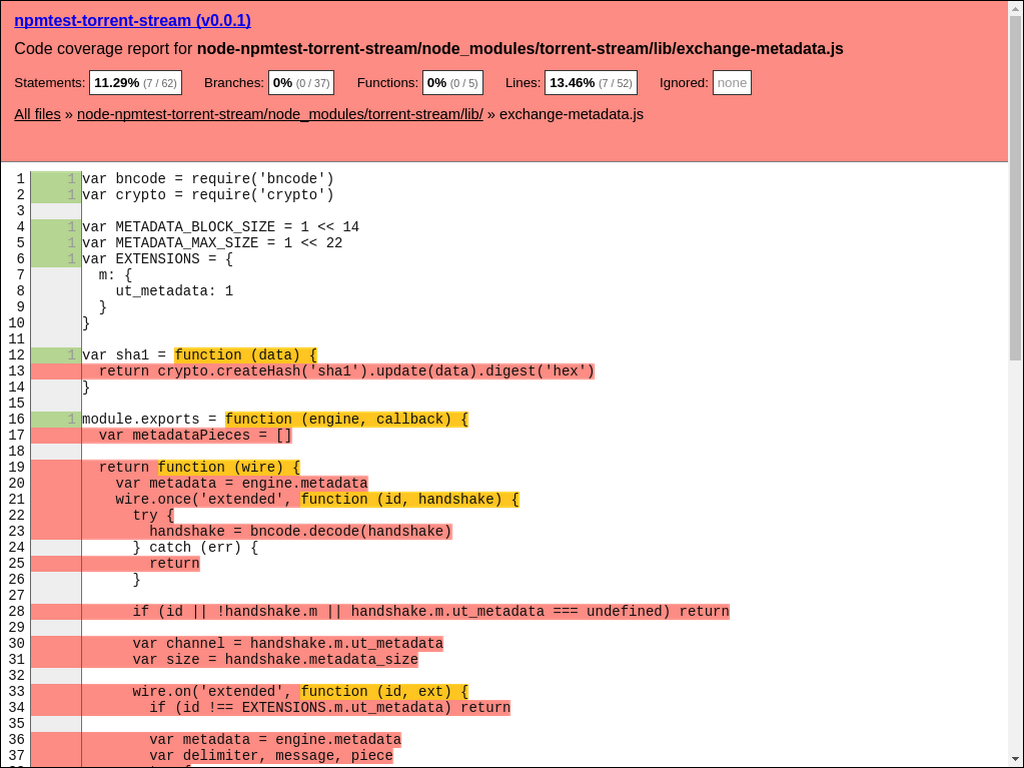 npmtest-torrent-stream (v0.0.1)
Code coverage report for node-npmtest-torrent-stream/node_modules/torrent-stream/lib/exchange-metadata.js
Statements: 11.29% (7 / 62) Branches: 0% (0 / 37) Functions: 0% (0 / 5) Lines: 13.46% (7 / 52) Ignored: none
All files » node-npmtest-torrent-stream/node_modules/torrent-stream/lib/ » exchange-metadata.js
1 1 var bncode = require('bncode')
2 1 var crypto = require('crypto')
3
4 1 var METADATA_BLOCK_SIZE = 1 << 14
5 1 var METADATA_MAX_SIZE = 1 << 22
6 1 var EXTENSIONS = {
7   m: {
8     ut_metadata: 1
9   }
10 }
11
12 1 var sha1 = function (data) {
13   return crypto.createHash('sha1').update(data).digest('hex')
14 }
15
16 1 module.exports = function (engine, callback) {
17   var metadataPieces = []
18
19   return function (wire) {
20     var metadata = engine.metadata
21     wire.once('extended', function (id, handshake) {
22       try {
23         handshake = bncode.decode(handshake)
24       } catch (err) {
25         return
26       }
27
28       if (id || !handshake.m || handshake.m.ut_metadata === undefined) return
29
30       var channel = handshake.m.ut_metadata
31       var size = handshake.metadata_size
32
33       wire.on('extended', function (id, ext) {
34         if (id !== EXTENSIONS.m.ut_metadata) return
35
36         var metadata = engine.metadata
37         var delimiter, message, piece